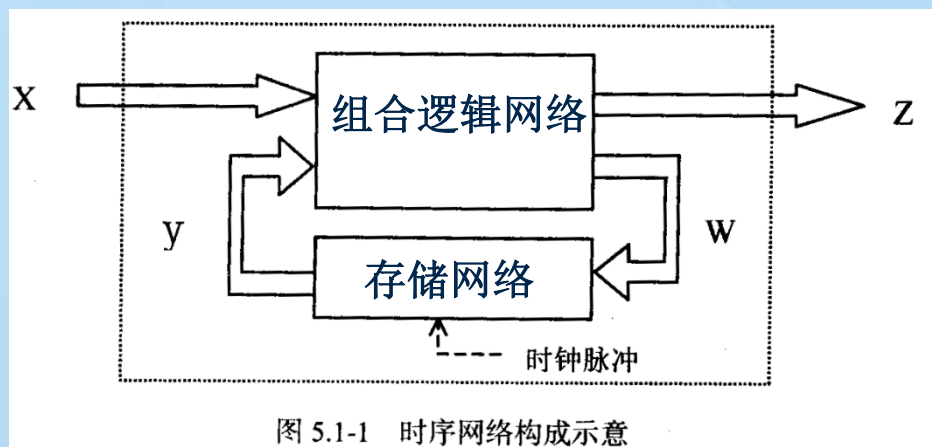 x
组合逻辑网络
z
y
w
存储网络
时钟脉冲
图 5.1-1 时序网络构成示意